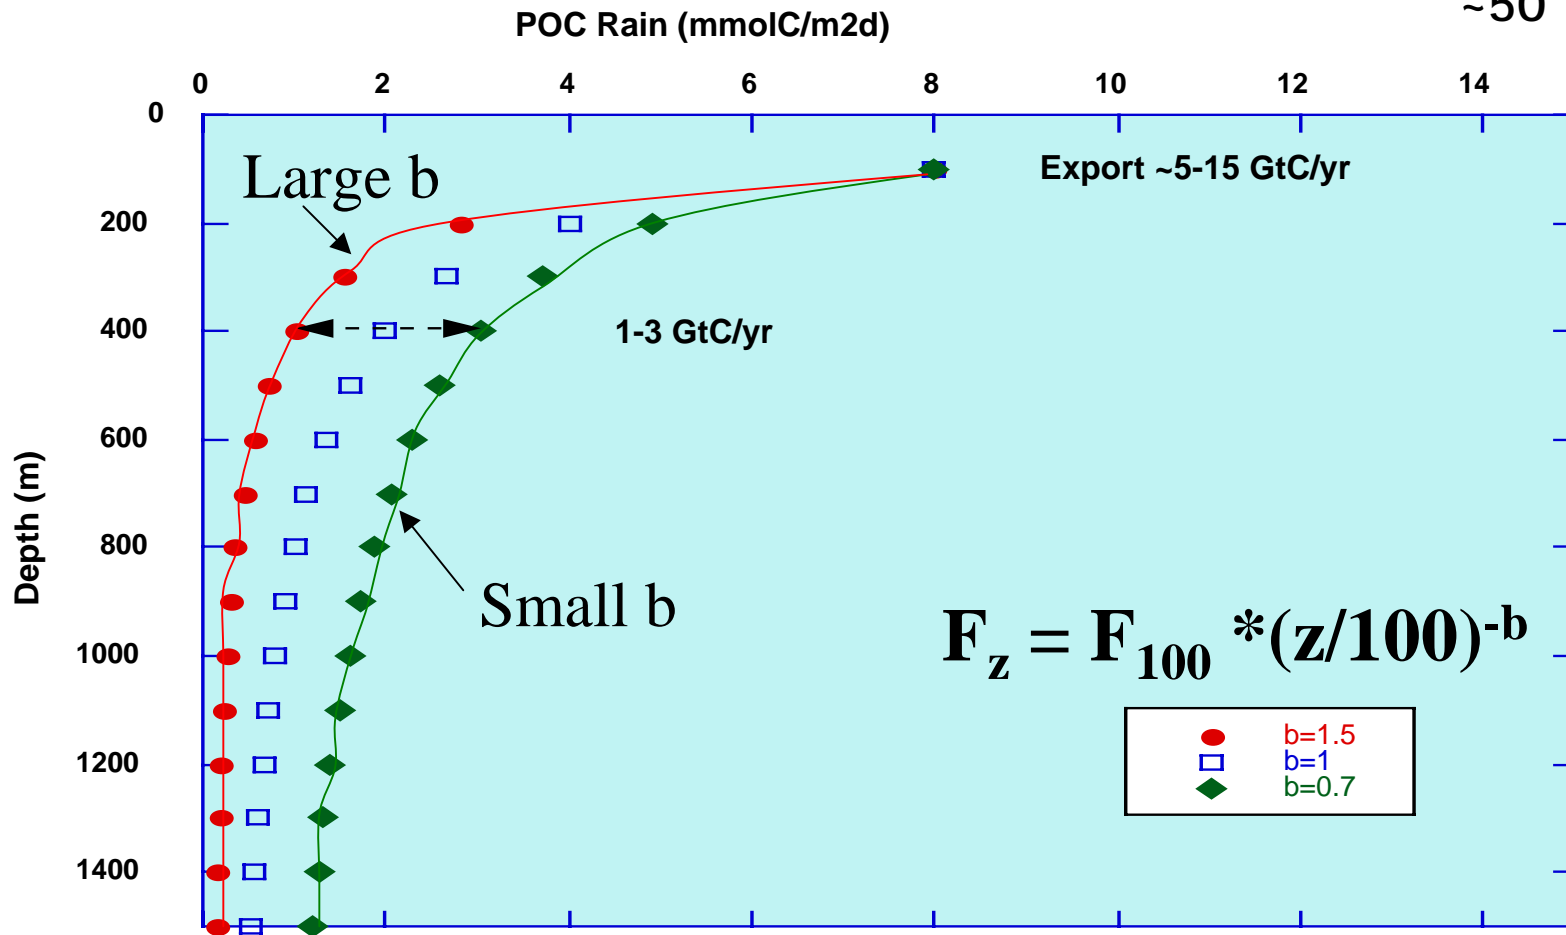 ~50
POC Rain (mmolC/m2d)
0 2 4 6 8 10 12 14
0
Large b
Export ~5-15 GtC/yr
200
400
1-3 GtC/yr
600
Depth (m)
800
Small b
F_z = F_100 *(z/100)^-b
1000
b=1.5
b=1
b=0.7
1200
1400